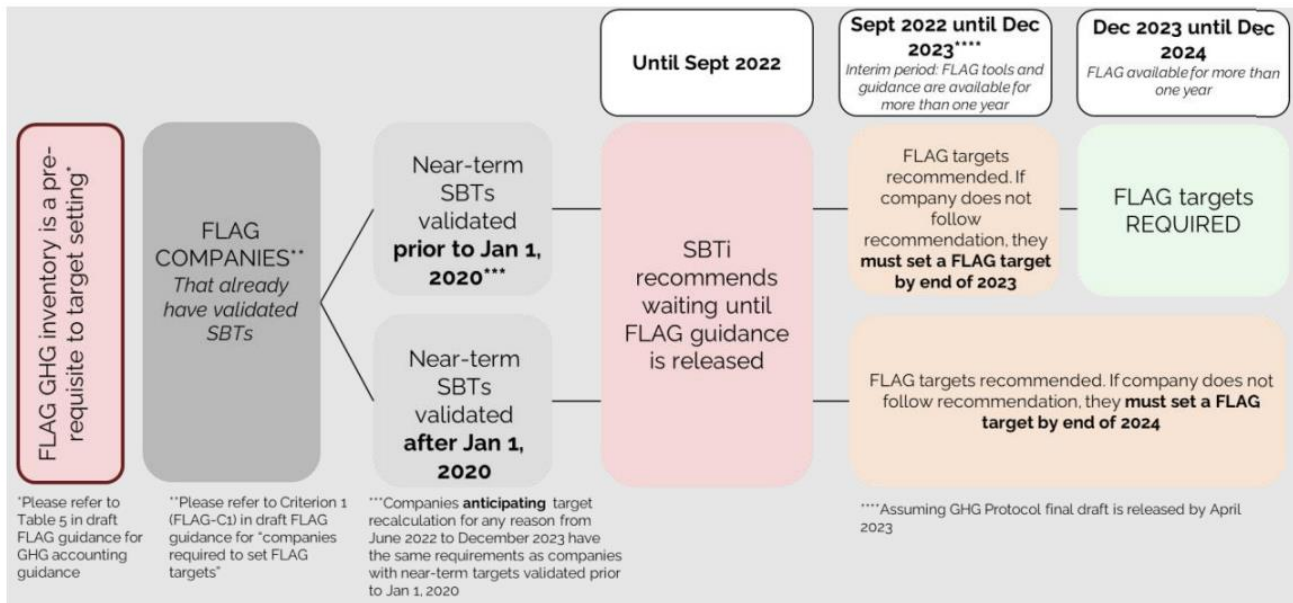 Until Sept 2022
Sept 2022 until Dec
2023****
Interim period: FLAG tools and
guidance are available for
more than one year
Dec 2023 until Dec
2024
FLAG available for more than
one year
FLAG GHG inventory is a pre-
requisite to target setting*
FLAG
COMPANIES**
That already
have validated
SBTs
Near-term
SBTs
validated
prior to Jan 1,
2020***
Near-term
SBTs
validated
after Jan 1,
2020
SBTi
recommends
waiting until
FLAG guidance
is released
FLAG targets
recommended. If
company does not
follow
recommendation, they
must set a FLAG target
by end of 2023
FLAG targets
REQUIRED
FLAG targets recommended. If company does not
follow recommendation, they must set a FLAG
target by end of 2024
*Please refer to
Table 5 in draft
FLAG guidance for
GHG accounting
guidance
**Please refer to Criterion 1
(FLAG-C1) in draft FLAG
guidance for “companies
required to set FLAG
targets”
***Companies anticipating target
recalculation for any reason from
June 2022 to December 2023 have
the same requirements as companies
with near-term targets validated prior
to Jan 1, 2020
****Assuming GHG Protocol final draft is released by April
2023